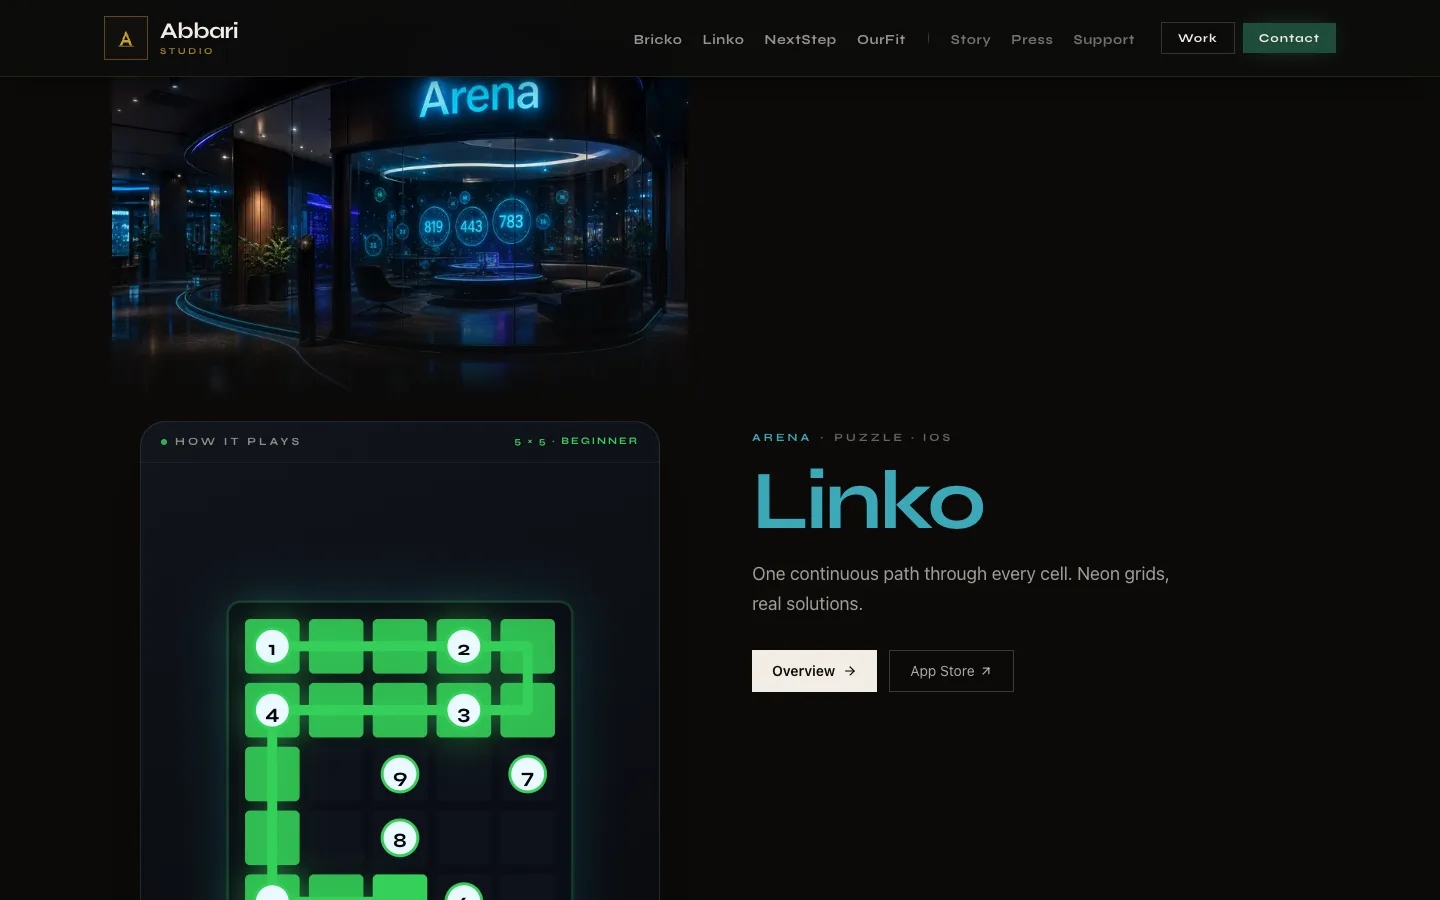 A
Abbari
STUDIO
Bricko
Linko
NextStep
OurFit
Story
Press
Support
Work
Contact
Arena
819
443
783
HOW IT PLAYS
5 × 5 · BEGINNER
1
2
4
3
9
7
8
ARENA · PUZZLE · IOS
Linko
One continuous path through every cell. Neon grids,
real solutions.
Overview →
App Store ↗